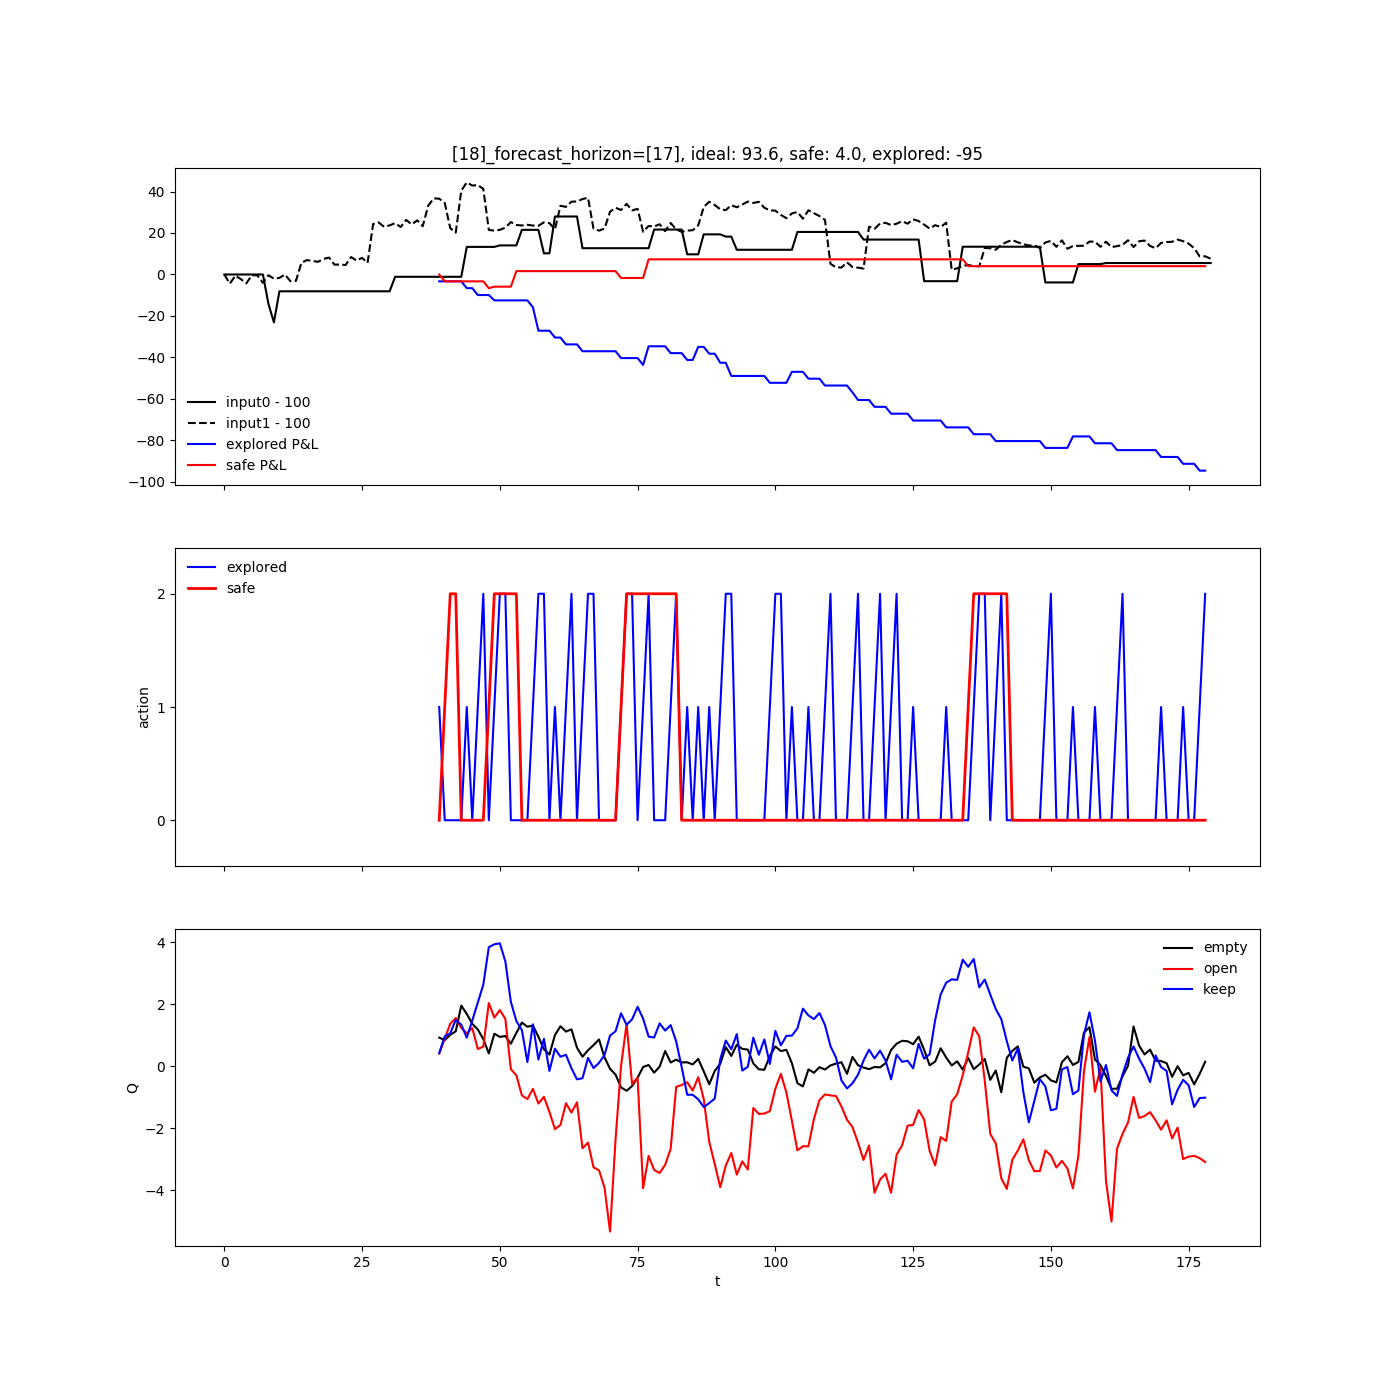 [18]_forecast_horizon=[17], ideal: 93.6, safe: 4.0, explored: -95
40
20
0
−20
−40
−60
−80
−100
input0 - 100
input1 - 100
explored P&L
safe P&L
explored
safe
2
1
0
action
empty
open
keep
4
2
0
−2
−4
Q
0 25 50 75 100 125 150 175
t